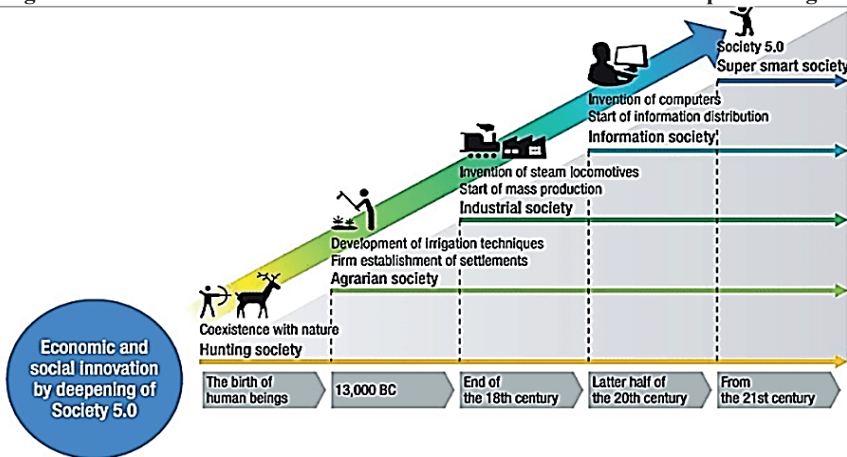 Society 5.0
Super smart society
Invention of computers
Start of information distribution
Information society
Invention of steam locomotives
Start of mass production
Industrial society
Development of irrigation techniques
Firm establishment of settlements
Agrarian society
Coexistence with nature
Hunting society
Economic and
social innovation
by deepening of
Society 5.0
The birth of
human beings
13,000 BC
End of
the 18th century
Latter half of
the 20th century
From
the 21st century